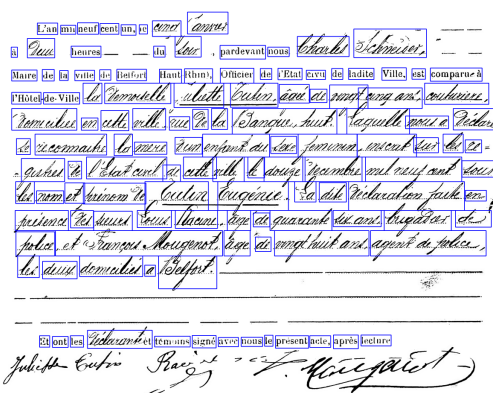 L'an mil neuf cent un, le cinq Janvier
à Deux heures du Soir, pardevant nous Charles Schmeiser,
Maire de la ville de Belfort (Haut-Rhin), Officier de l'Etat civil de ladite Ville, est comparue à
l'Hôtel-de-Ville la Demoiselle Juliette Cutin, âgée de vingt cinq ans, couturière,
Domiciliée en cette ville, rue de la Banque, huit, laquelle nous a Déclaré
se reconnaître la mère d'un enfant du sexe féminin, inscrit sur les re-
gistres de l'Etat civil de cette ville le douze Décembre mil neuf cent sous
les nom et prénom de Cutin Eugénie. La dite Déclaration faite en
présence des sieurs Louis Racine, âgé de quarante six ans, brigadier de
police, et François Mougenot, âgé de vingt huit ans, agent de police,
les deux domiciliés à Belfort.
Et ont les Déclarante et témoins signé avec nous le présent acte, après lecture
Juliette Cutin Mougenot